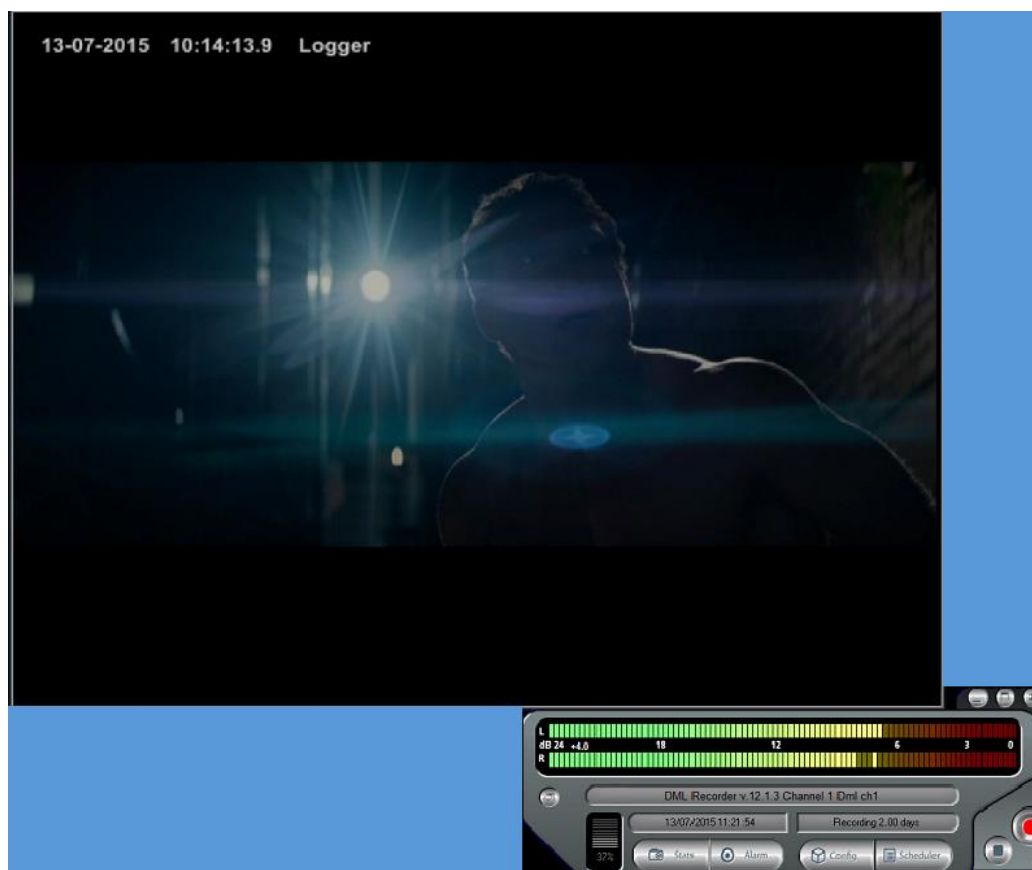 13-07-2015 10:14:13.9 Logger
L
dB 24 +4.0 18 12 6 3 0
R
DML iRecorder v.12.1.3 Channel 1 iDml ch1
13/07/2015 11:21:54 Recording 2.00 days
37% Stats Alarm Config Scheduler